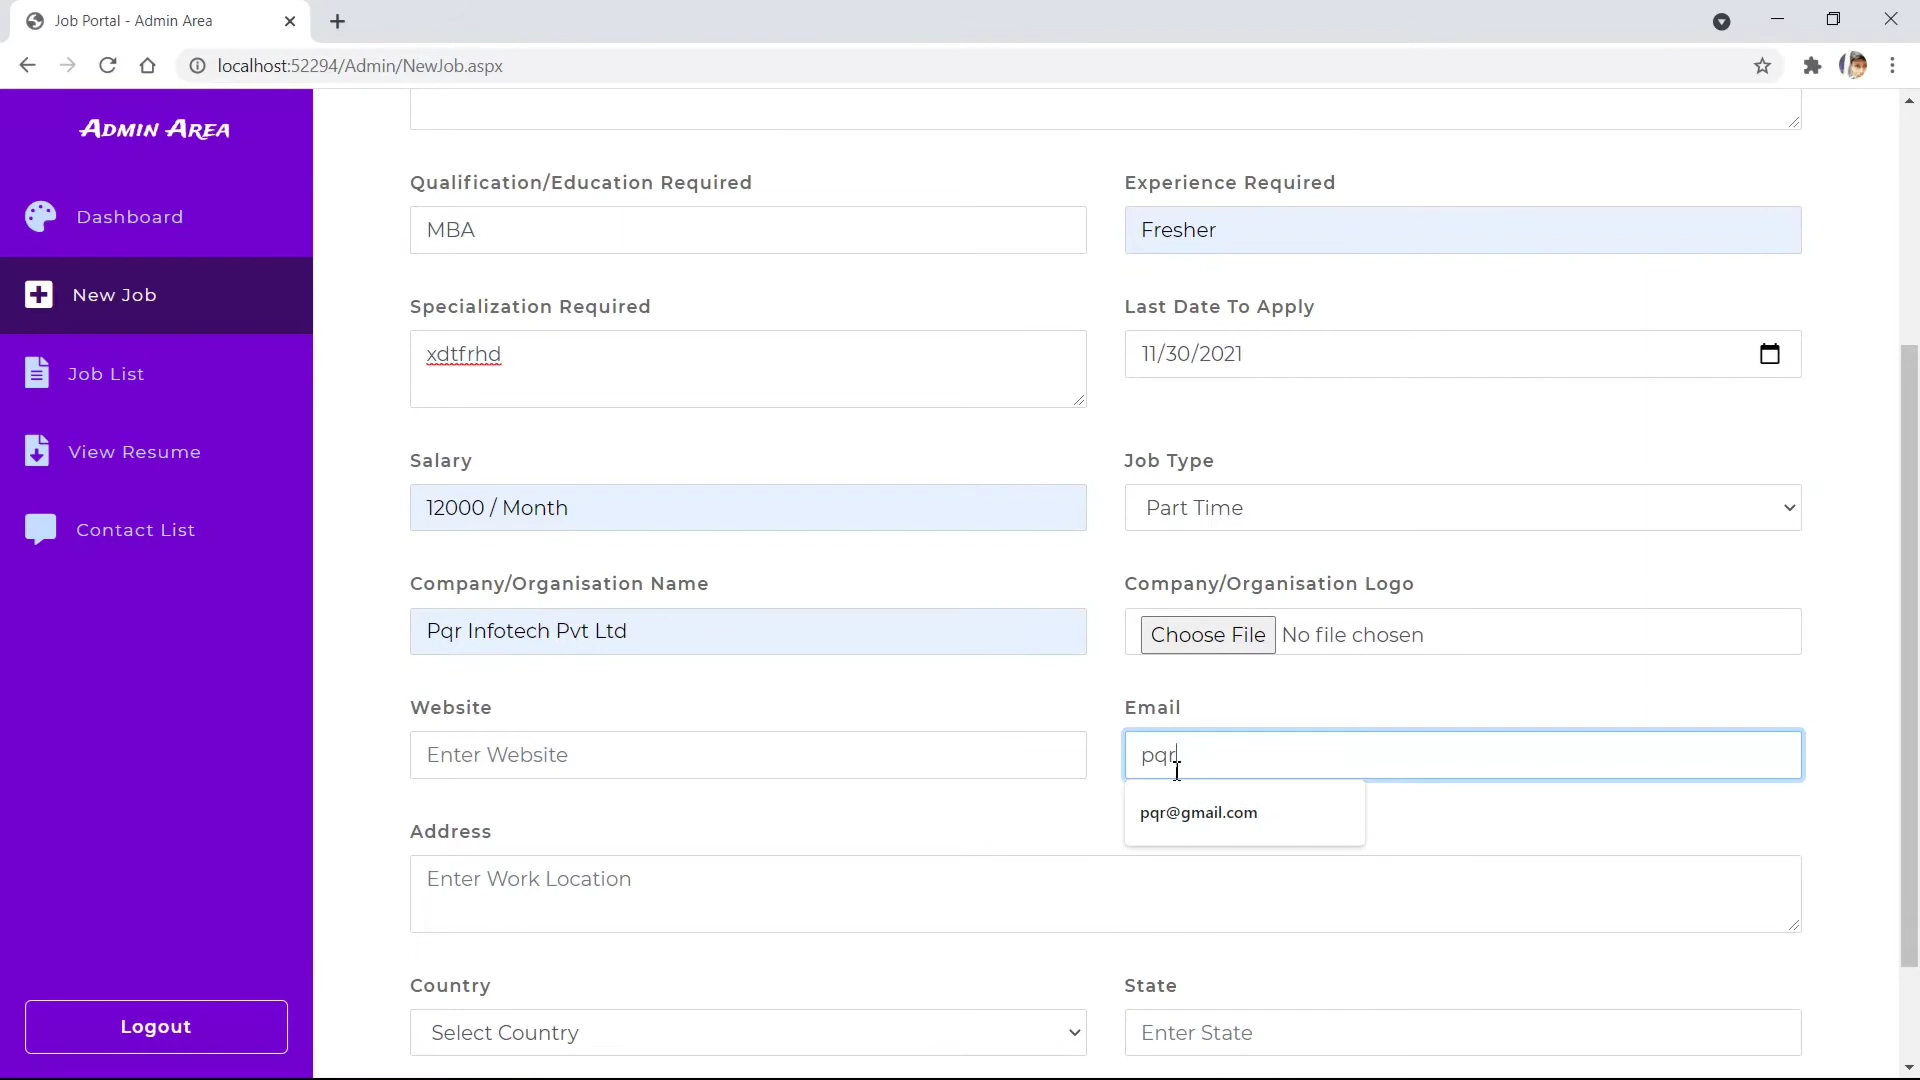 Job Portal - Admin Area
localhost:52294/Admin/NewJob.aspx
Admin Area
Dashboard
New Job
Job List
View Resume
Contact List
Logout
Qualification/Education Required
Experience Required
MBA
Fresher
Specialization Required
Last Date To Apply
xdtfrhd
11/30/2021
Salary
Job Type
12000 / Month
Part Time
Company/Organisation Name
Company/Organisation Logo
Pqr Infotech Pvt Ltd
Choose File No file chosen
Website
Email
Enter Website
pqr
pqr@gmail.com
Address
Enter Work Location
Country
State
Select Country
Enter State